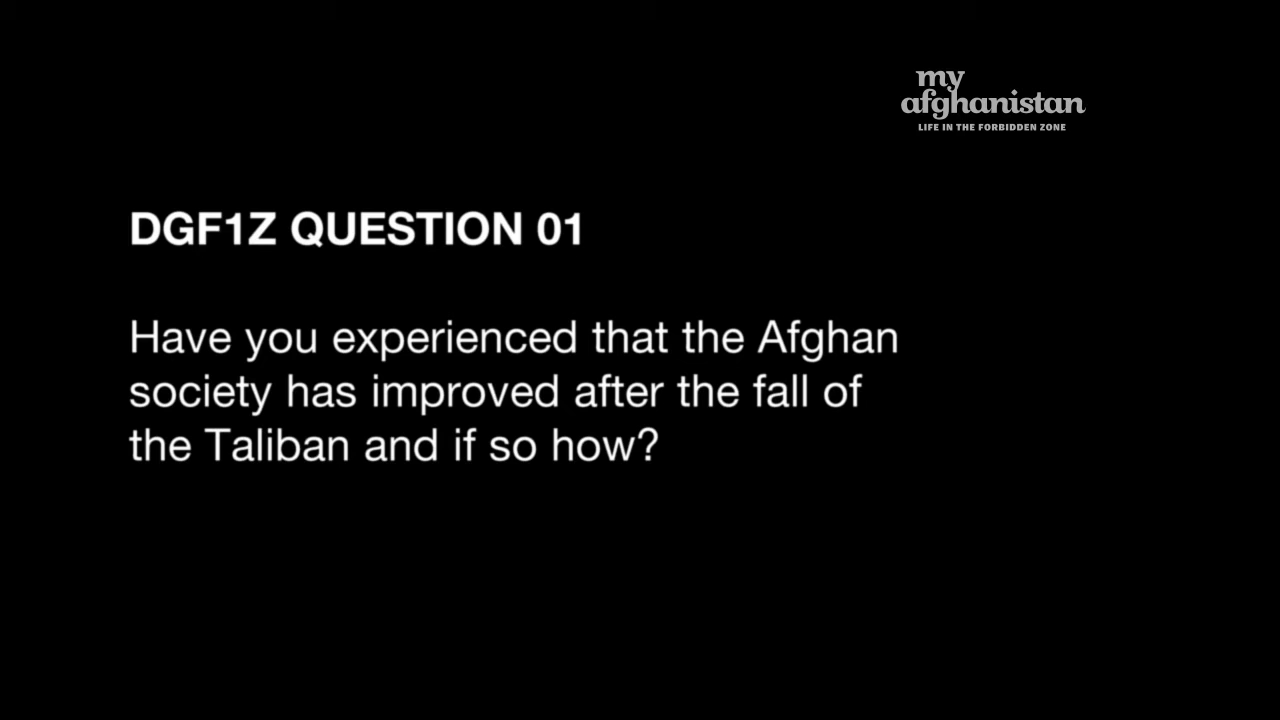 my
afghanistan
LIFE IN THE FORBIDDEN ZONE
DGF1Z QUESTION 01
Have you experienced that the Afghan
society has improved after the fall of
the Taliban and if so how?